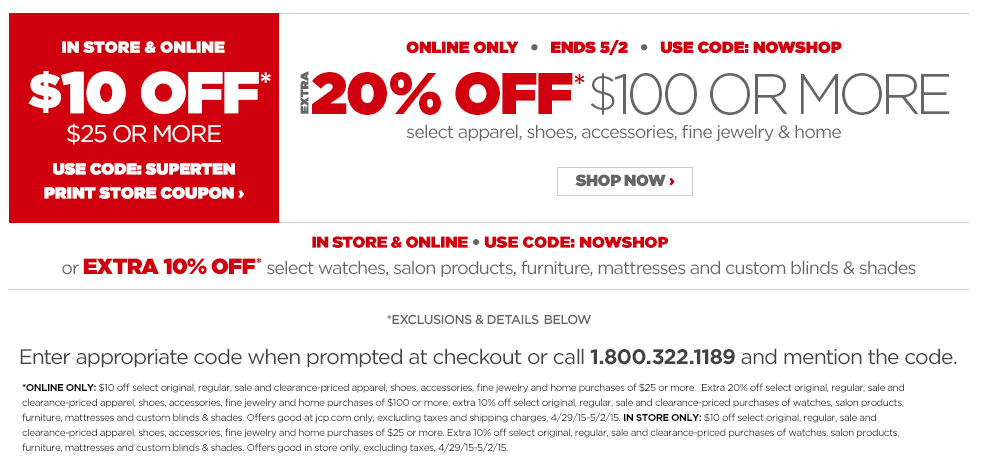 IN STORE & ONLINE
$10 OFF*
$25 OR MORE
USE CODE: SUPERTEN
PRINT STORE COUPON ›
ONLINE ONLY • ENDS 5/2 • USE CODE: NOWSHOP
EXTRA 20% OFF* $100 OR MORE
select apparel, shoes, accessories, fine jewelry & home
SHOP NOW ›
IN STORE & ONLINE • USE CODE: NOWSHOP
or EXTRA 10% OFF* select watches, salon products, furniture, mattresses and custom blinds & shades
*EXCLUSIONS & DETAILS BELOW
Enter appropriate code when prompted at checkout or call 1.800.322.1189 and mention the code.
*ONLINE ONLY: $10 off select original, regular, sale and clearance-priced apparel, shoes, accessories, fine jewelry and home purchases of $25 or more. Extra 20% off select original, regular, sale and
clearance-priced apparel, shoes, accessories, fine jewelry and home purchases of $100 or more; extra 10% off select original, regular, sale and clearance-priced purchases of watches, salon products,
furniture, mattresses and custom blinds & shades. Offers good at jcp.com only, excluding taxes and shipping charges, 4/29/15-5/2/15. IN STORE ONLY: $10 off select original, regular, sale and
clearance-priced apparel, shoes, accessories, fine jewelry and home purchases of $25 or more. Extra 10% off select original, regular, sale and clearance-priced purchases of watches, salon products,
furniture, mattresses and custom blinds & shades. Offers good in store only, excluding taxes, 4/29/15-5/2/15.